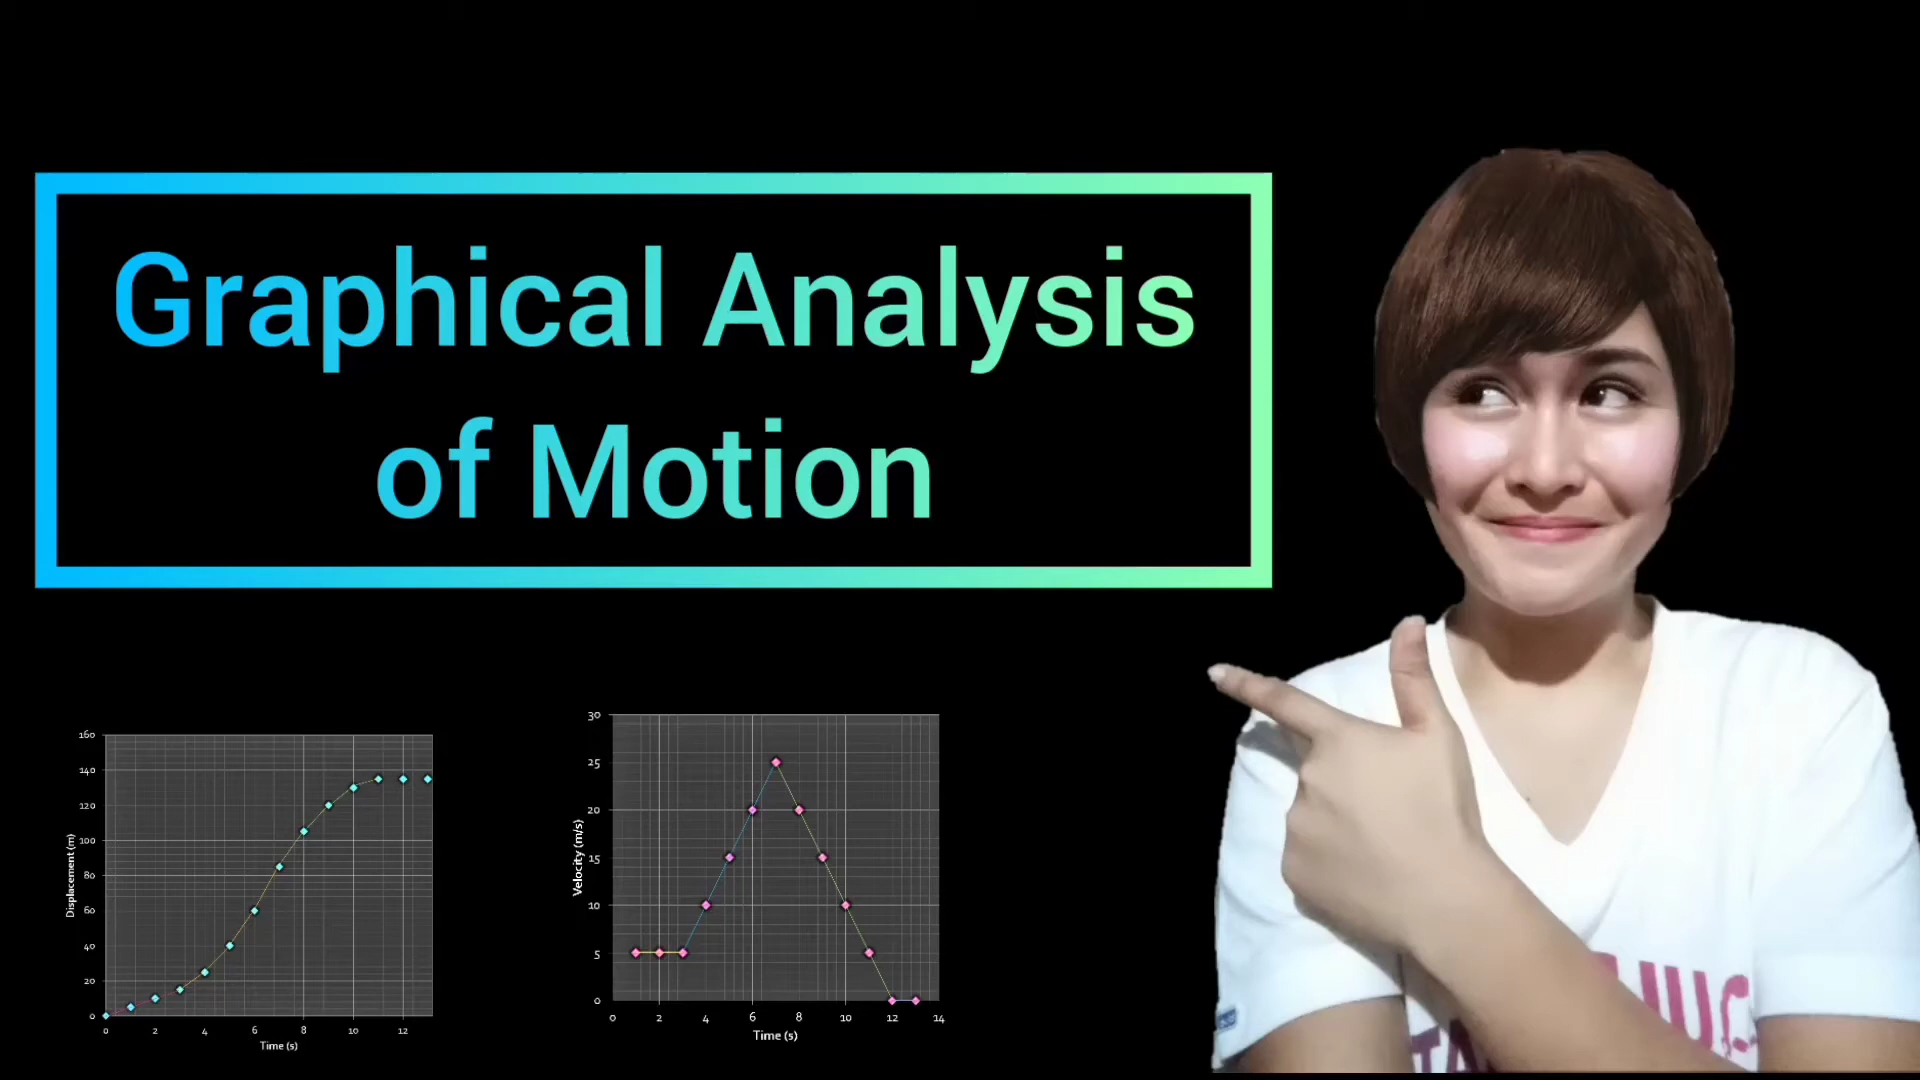 Graphical Analysis
of Motion
160
140
120
100
80
60
40
20
0
Displacement (m)
0 2 4 6 8 10 12
Time (s)
30
25
20
15
10
5
0
Velocity (m/s)
0 2 4 6 8 10 12 14
Time (s)